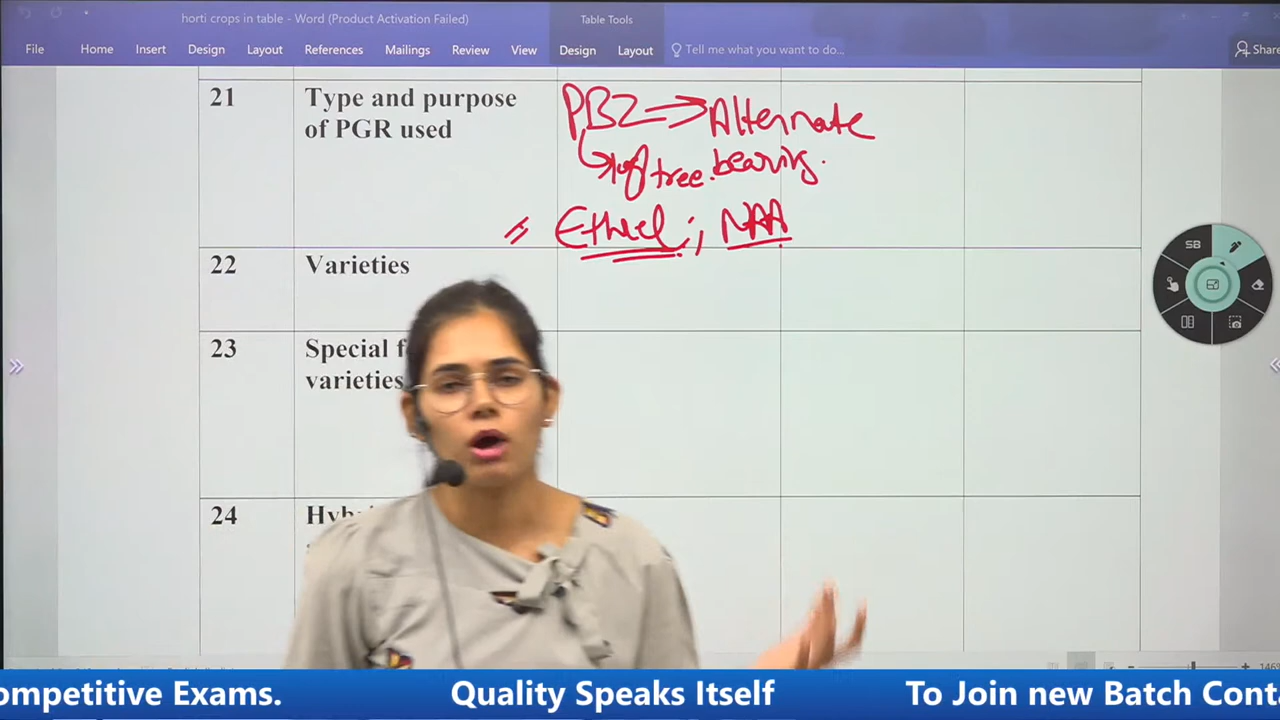 horti crops in table - Word (Product Activation Failed)
Table Tools
File Home Insert Design Layout References Mailings Review View Design Layout Tell me what you want to do... Share
21 Type and purpose of PGR used
PBZ → Alternate
tree. bearing.
= Ethrel ; NAA
22 Varieties
SB
23 Special f
varieties
24 Hyb
146%
ompetitive Exams. Quality Speaks Itself To Join new Batch Cont